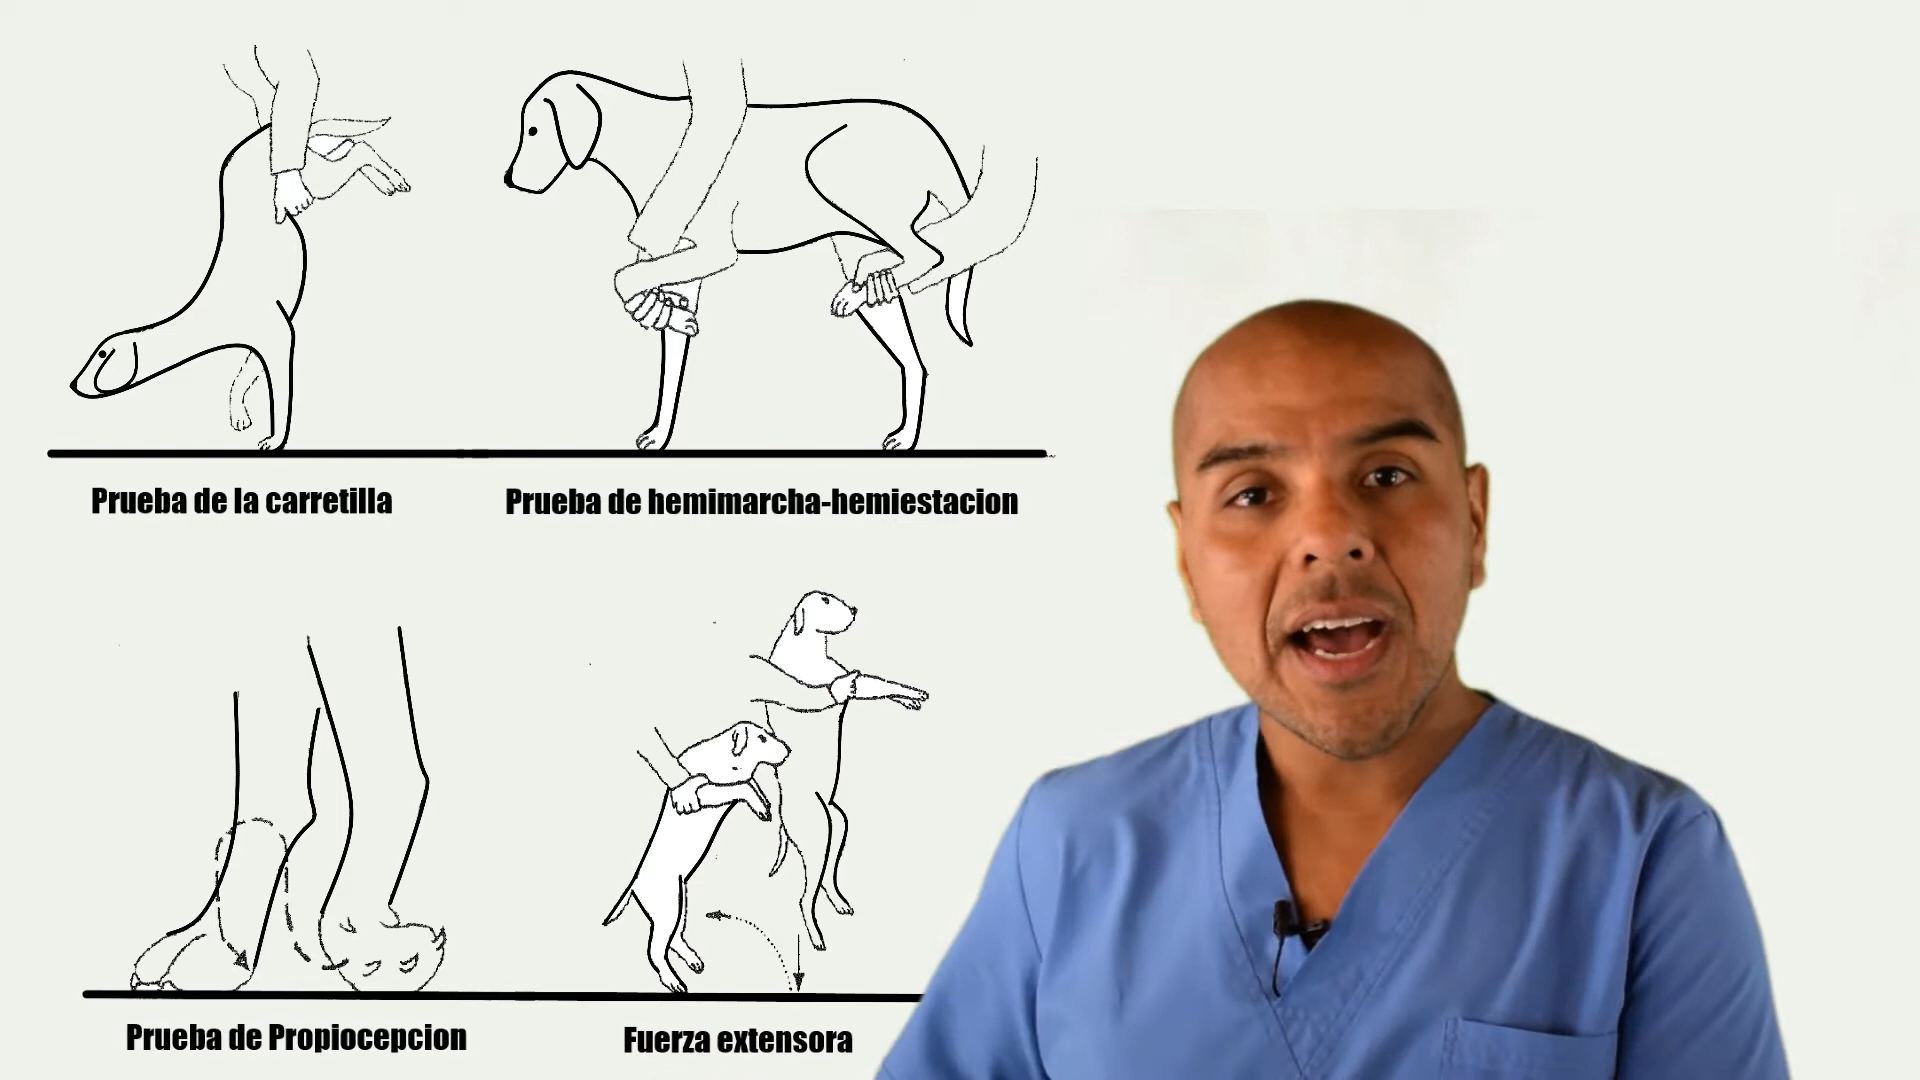 Prueba de la carretilla
Prueba de hemimarcha-hemiestacion
Prueba de Propiocepcion
Fuerza extensora